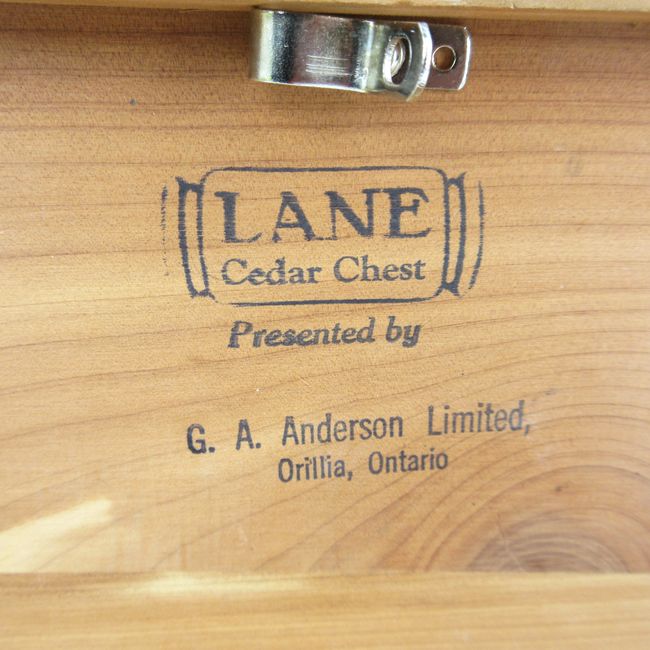 LANE
Cedar Chest
Presented by
G. A. Anderson Limited,
Orillia, Ontario